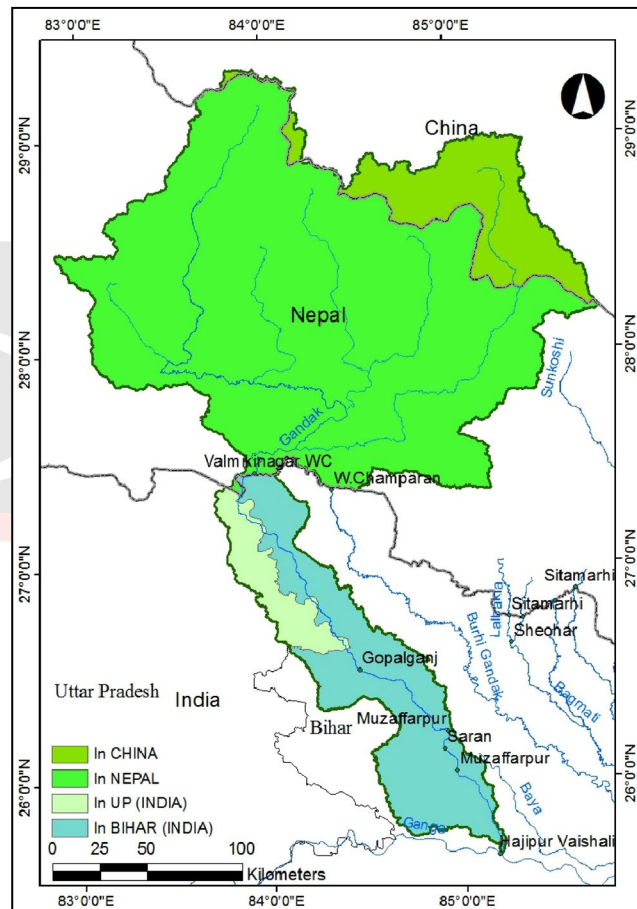 83°0'0"E 84°0'0"E 85°0'0"E
China
29°0'0"N 29°0'0"N
Nepal
28°0'0"N 28°0'0"N
Sunkoshi
Gandak
Valmikinagar WC
W.Champaran
27°0'0"N 27°0'0"N
Sitamarhi
Lalbakia
Sitamarhi
Sheohar
Burhi Gandak
Bagmati
Gopalganj
Uttar Pradesh
India
Bihar
Muzaffarpur
Saran
Muzaffarpur
26°0'0"N 26°0'0"N
Baya
Ganga
Hajipur Vaishali
In CHINA
In NEPAL
In UP (INDIA)
In BIHAR (INDIA)
0 25 50 100
Kilometers
83°0'0"E 84°0'0"E 85°0'0"E